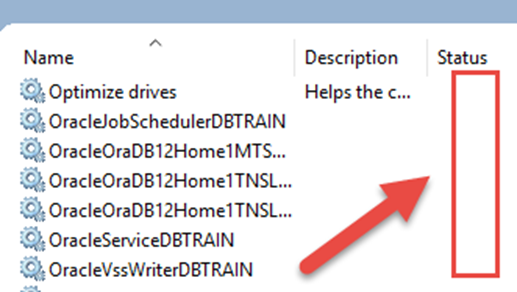 Name Description Status
Optimize drives Helps the c...
OracleJobSchedulerDBTRAIN
OracleOraDB12Home1MTS...
OracleOraDB12Home1TNSL...
OracleOraDB12Home1TNSL...
OracleServiceDBTRAIN
OracleVssWriterDBTRAIN